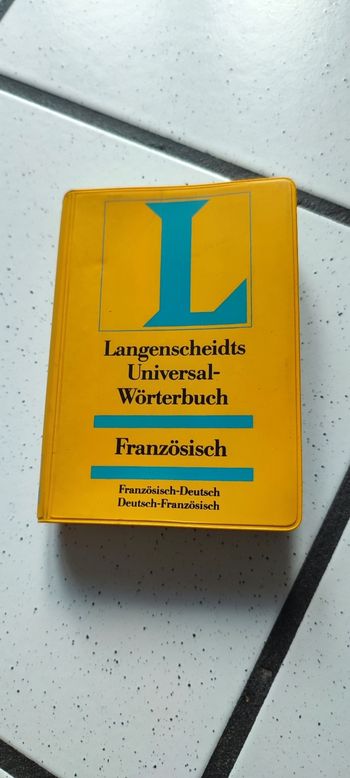 L
Langenscheidts
Universal-
Wörterbuch
Französisch
Französisch-Deutsch
Deutsch-Französisch